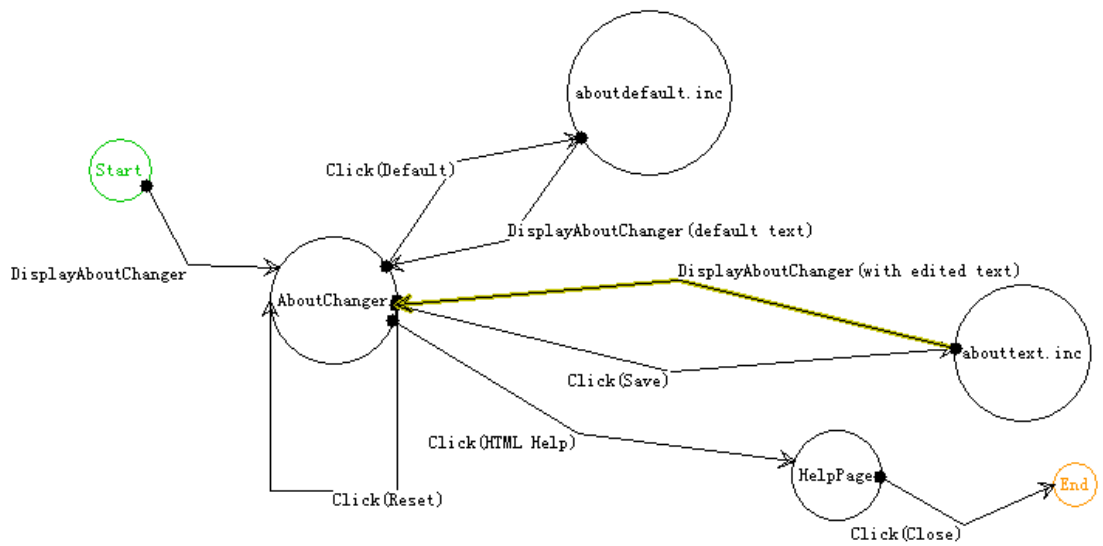 aboutdefault.inc
Start
Click(Default)
DisplayAboutChanger(default text)
DisplayAboutChanger
DisplayAboutChanger(with edited text)
AboutChanger
abouttext.inc
Click(Save)
Click(HTML Help)
HelpPage
End
Click(Reset)
Click(Close)